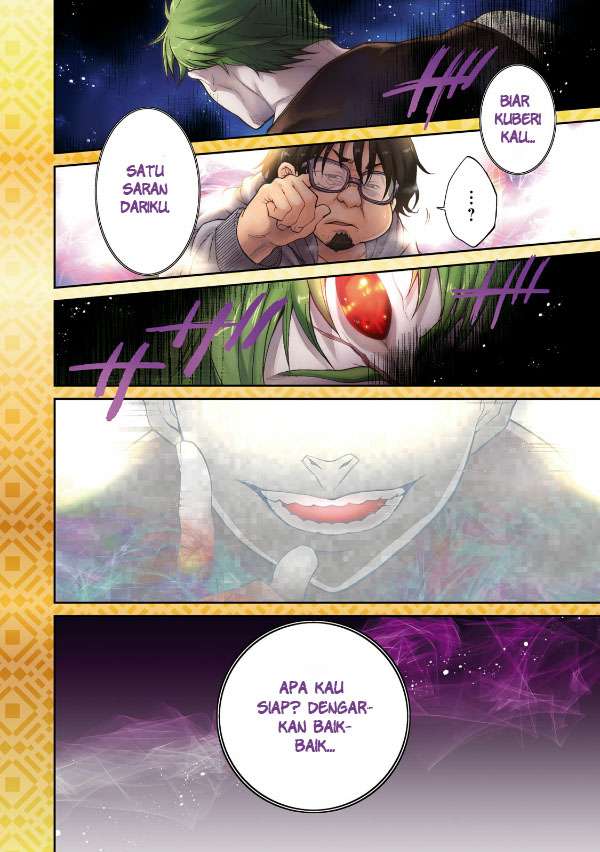 BIAR
KUBERI
KAU...
...?
SATU
SARAN
DARIKU.
APA KAU
SIAP? DENGAR-
KAN BAIK-
BAIK...